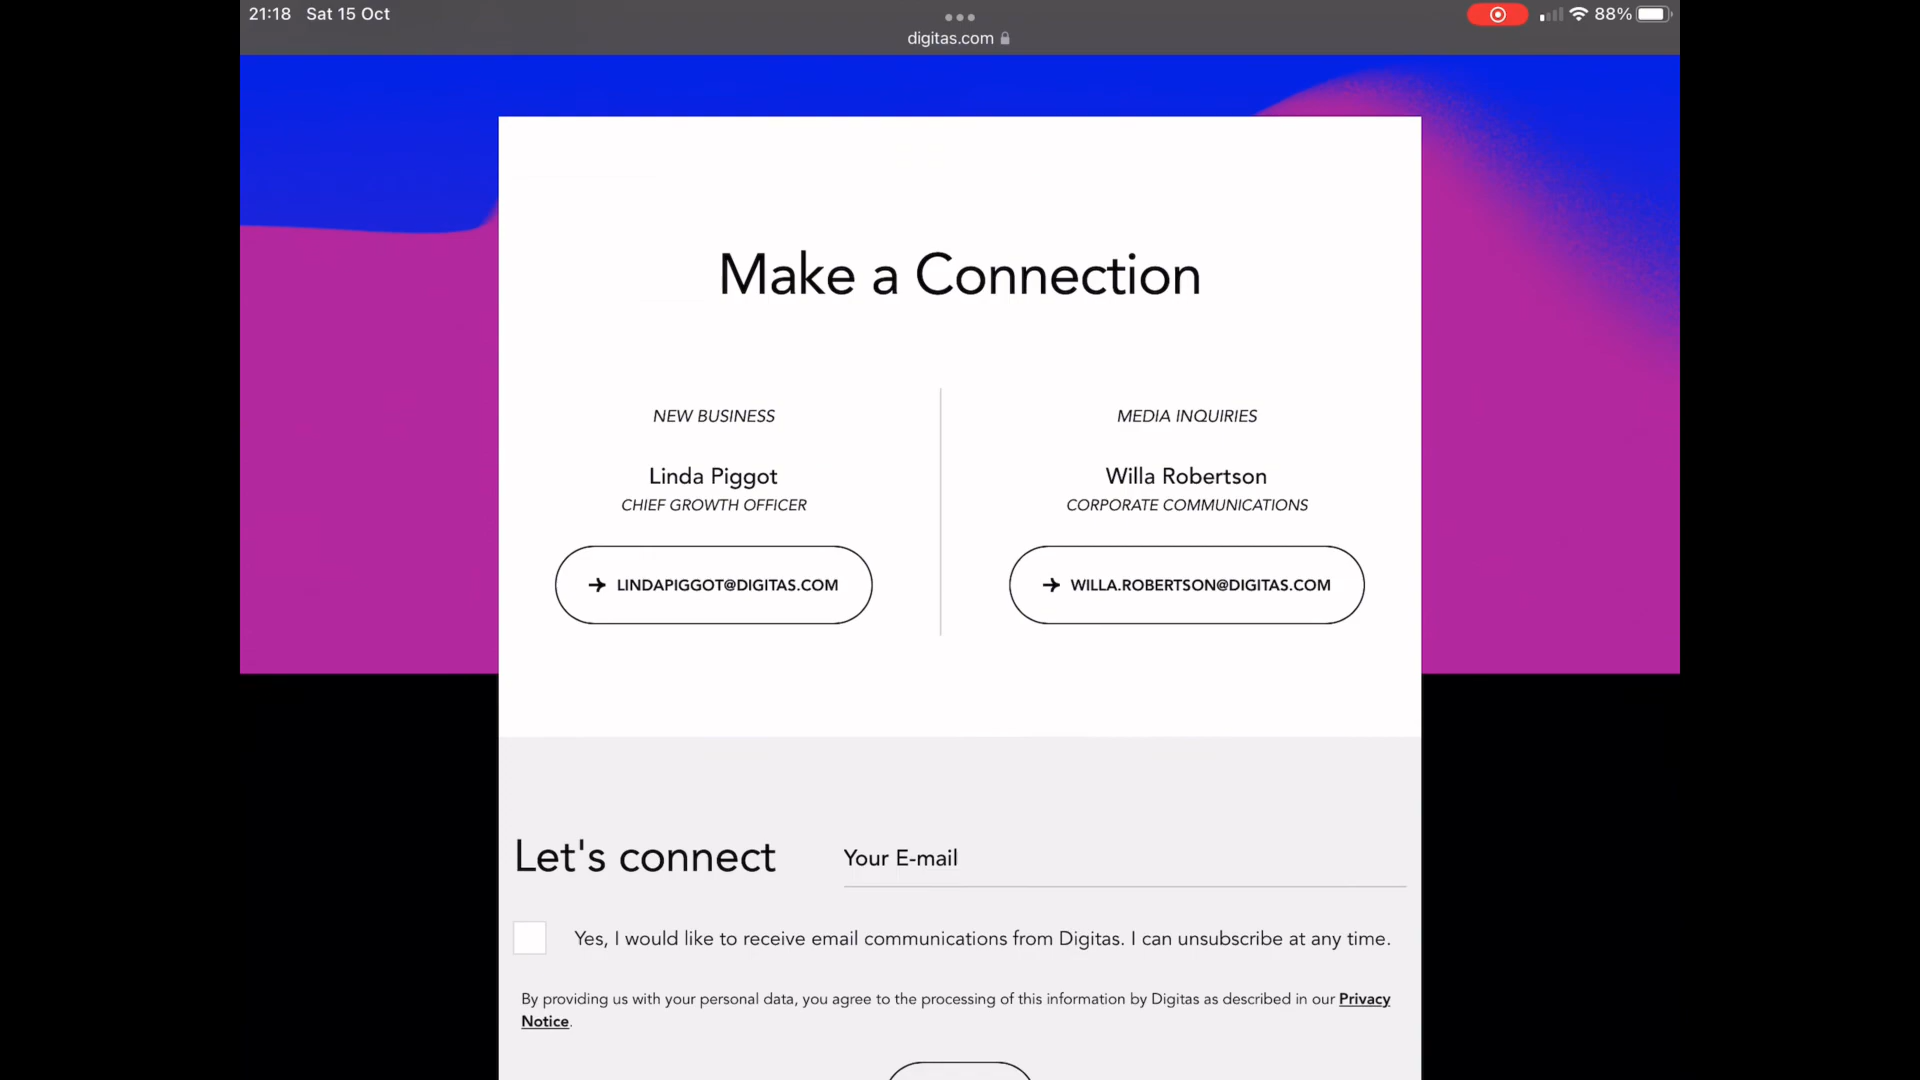 21:18 Sat 15 Oct
88%
digitas.com
Make a Connection
NEW BUSINESS
Linda Piggot
CHIEF GROWTH OFFICER
LINDAPIGGOT@DIGITAS.COM
MEDIA INQUIRIES
Willa Robertson
CORPORATE COMMUNICATIONS
WILLA.ROBERTSON@DIGITAS.COM
Let's connect
Your E-mail
Yes, I would like to receive email communications from Digitas. I can unsubscribe at any time.
By providing us with your personal data, you agree to the processing of this information by Digitas as described in our Privacy
Notice.